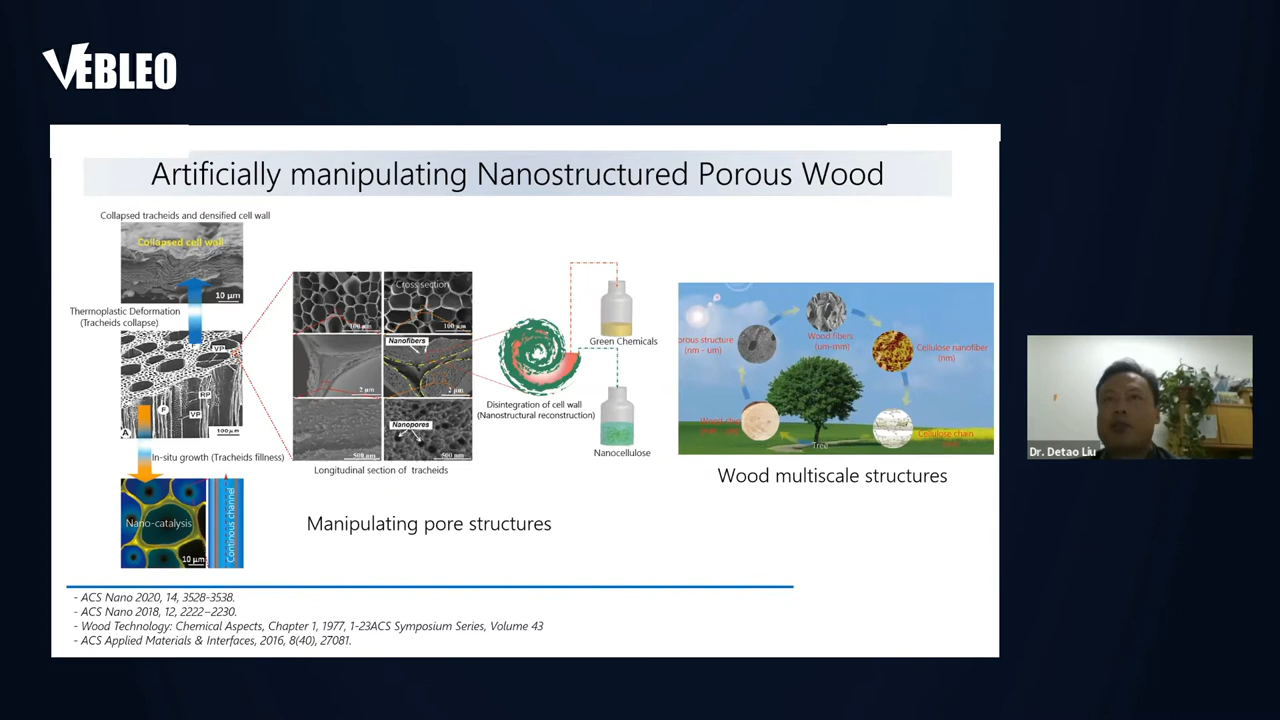 VEBLEO
Artificially manipulating Nanostructured Porous Wood
Collapsed tracheids and densified cell wall
Collapsed cell wall
10 μm
Thermoplastic Deformation
(Tracheids collapse)
VP
RP
F
VP
A
100μm
In-situ growth (Tracheids fillness)
Nano-catalysis
10 μm
Continous channel
Cross section
100 μm
100 μm
Nanofibers
2 μm
2 μm
Nanopores
500 nm
500 nm
Longitudinal section of tracheids
Disintegration of cell wall
(Nanostructural reconstruction)
Green Chemicals
Nanocellulose
Manipulating pore structures
Wood fibers
(um-mm)
orous structure
(nm - um)
Cellulose nanofiber
(nm)
Cellulose chain
Tree
Wood multiscale structures
Dr. Detao Liu
- ACS Nano 2020, 14, 3528-3538.
- ACS Nano 2018, 12, 2222–2230.
- Wood Technology: Chemical Aspects, Chapter 1, 1977, 1-23ACS Symposium Series, Volume 43
- ACS Applied Materials & Interfaces, 2016, 8(40), 27081.